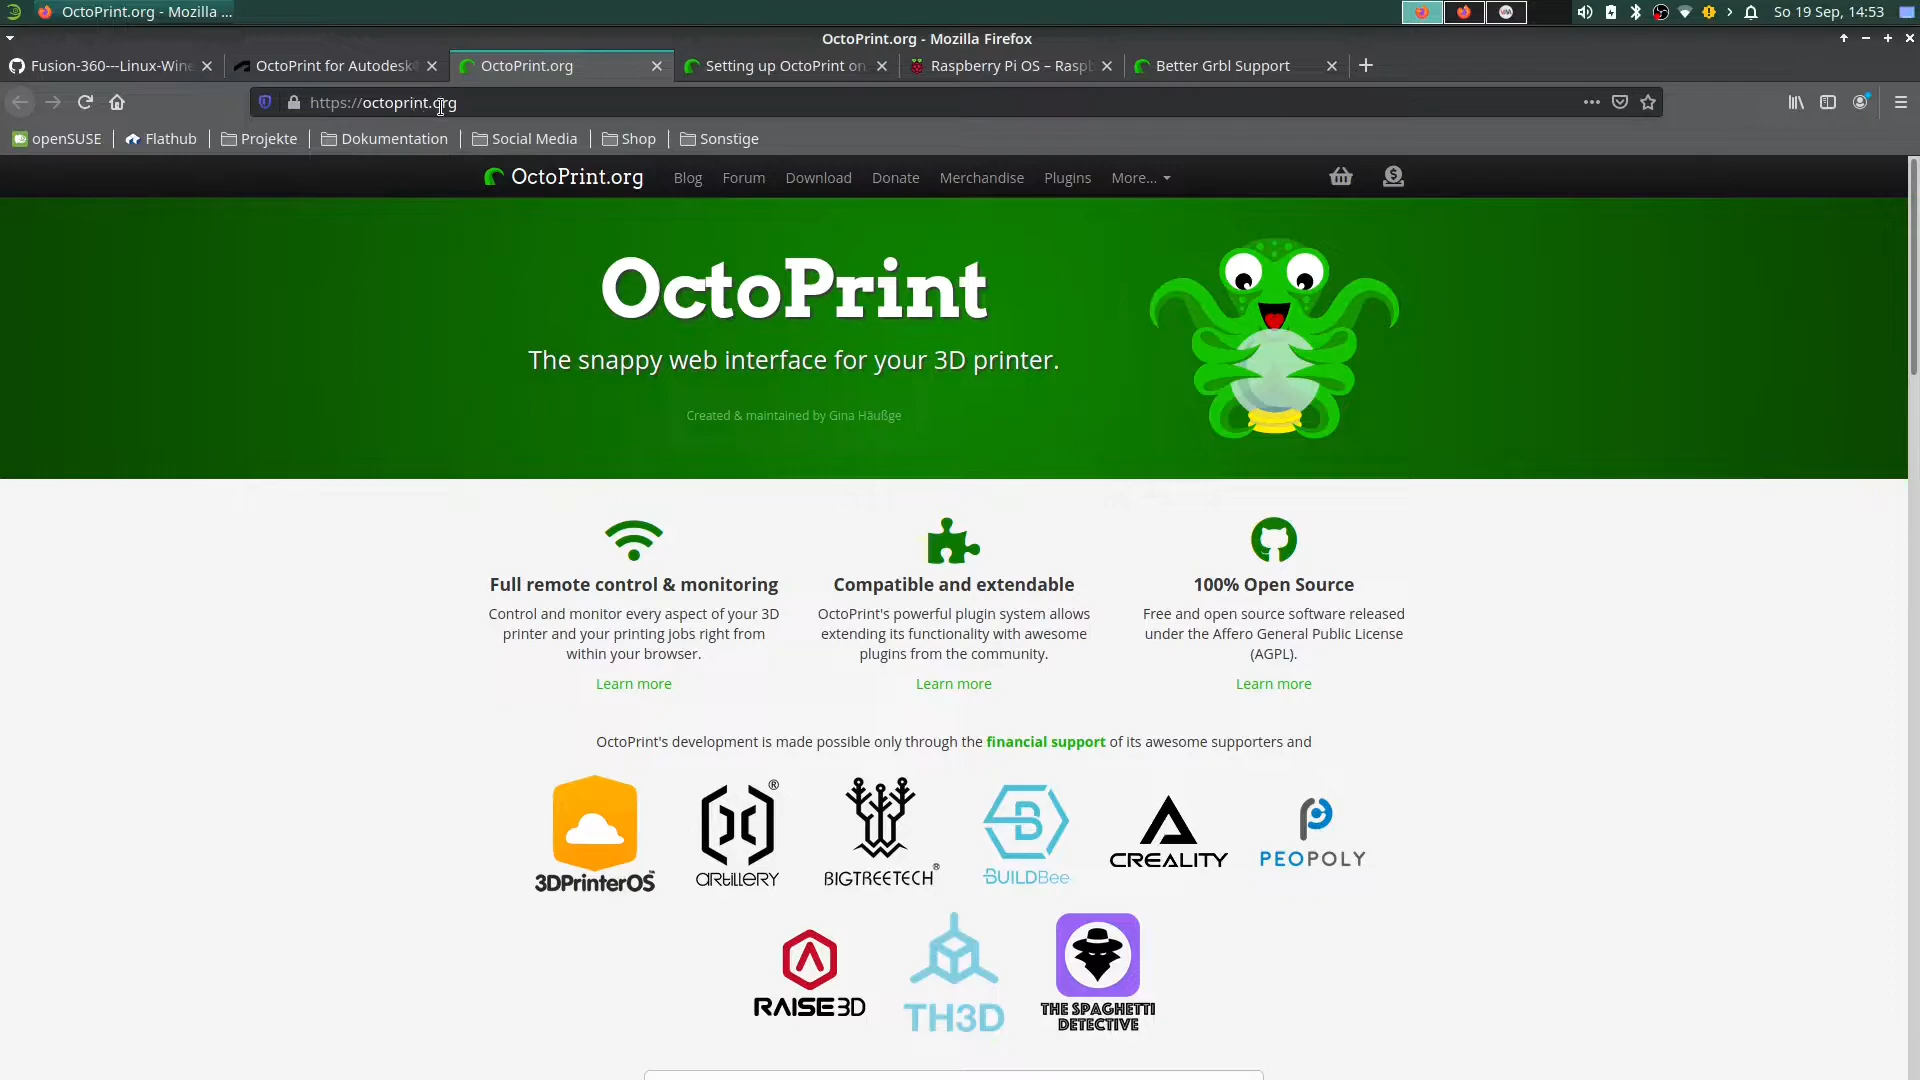 OctoPrint.org - Mozilla ...
So 19 Sep, 14:53
OctoPrint.org - Mozilla Firefox
Fusion-360---Linux-Wine
OctoPrint for Autodesk
OctoPrint.org
Setting up OctoPrint on
Raspberry Pi OS – Raspb
Better Grbl Support
https://octoprint.org
openSUSE
Flathub
Projekte
Dokumentation
Social Media
Shop
Sonstige
OctoPrint.org
Blog
Forum
Download
Donate
Merchandise
Plugins
More...
OctoPrint
The snappy web interface for your 3D printer.
Created & maintained by Gina Häußge
Full remote control & monitoring
Control and monitor every aspect of your 3D
printer and your printing jobs right from
within your browser.
Learn more
Compatible and extendable
OctoPrint's powerful plugin system allows
extending its functionality with awesome
plugins from the community.
Learn more
100% Open Source
Free and open source software released
under the Affero General Public License
(AGPL).
Learn more
OctoPrint's development is made possible only through the financial support of its awesome supporters and
3DPrinterOS™
ARTILLERY®
BIGTREETECH®
BUILDBee
CREALITY
PEOPOLY
RAISE3D
TH3D
THE SPAGHETTI
DETECTIVE